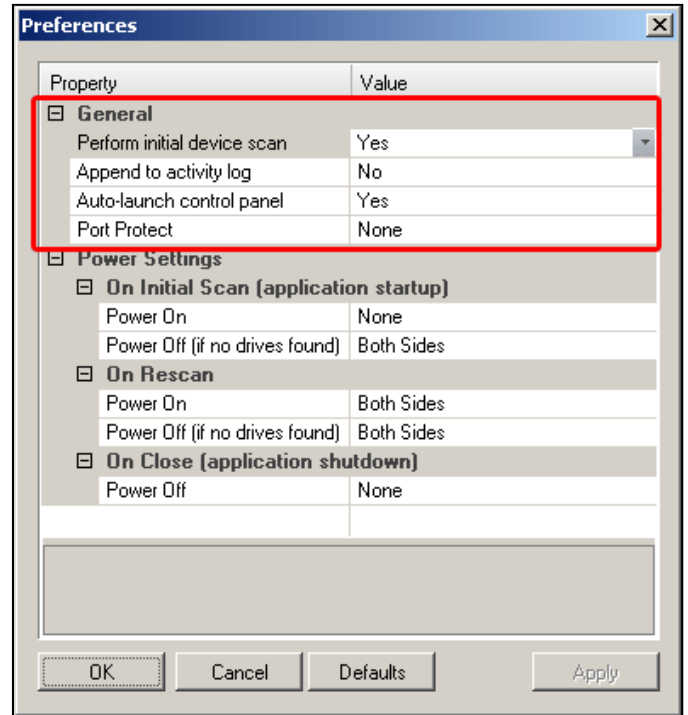 Preferences
Property Value
General
Perform initial device scan Yes
Append to activity log No
Auto-launch control panel Yes
Port Protect None
Power Settings
On Initial Scan (application startup)
Power On None
Power Off (if no drives found) Both Sides
On Rescan
Power On Both Sides
Power Off (if no drives found) Both Sides
On Close (application shutdown)
Power Off None
OK Cancel Defaults Apply